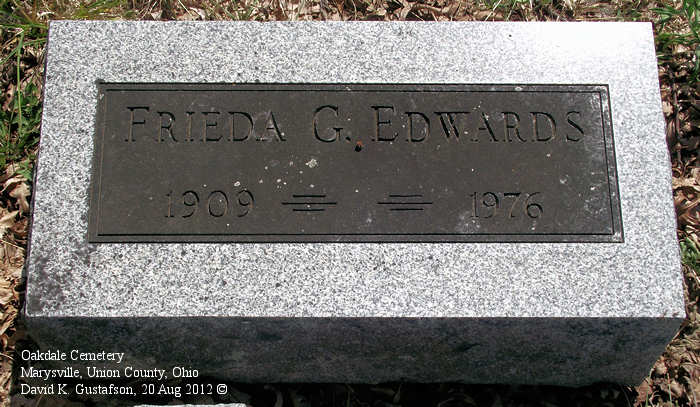 FRIEDA G. EDWARDS
1909 1976
Oakdale Cemetery
Marysville, Union County, Ohio
David K. Gustafson, 20 Aug 2012 ©